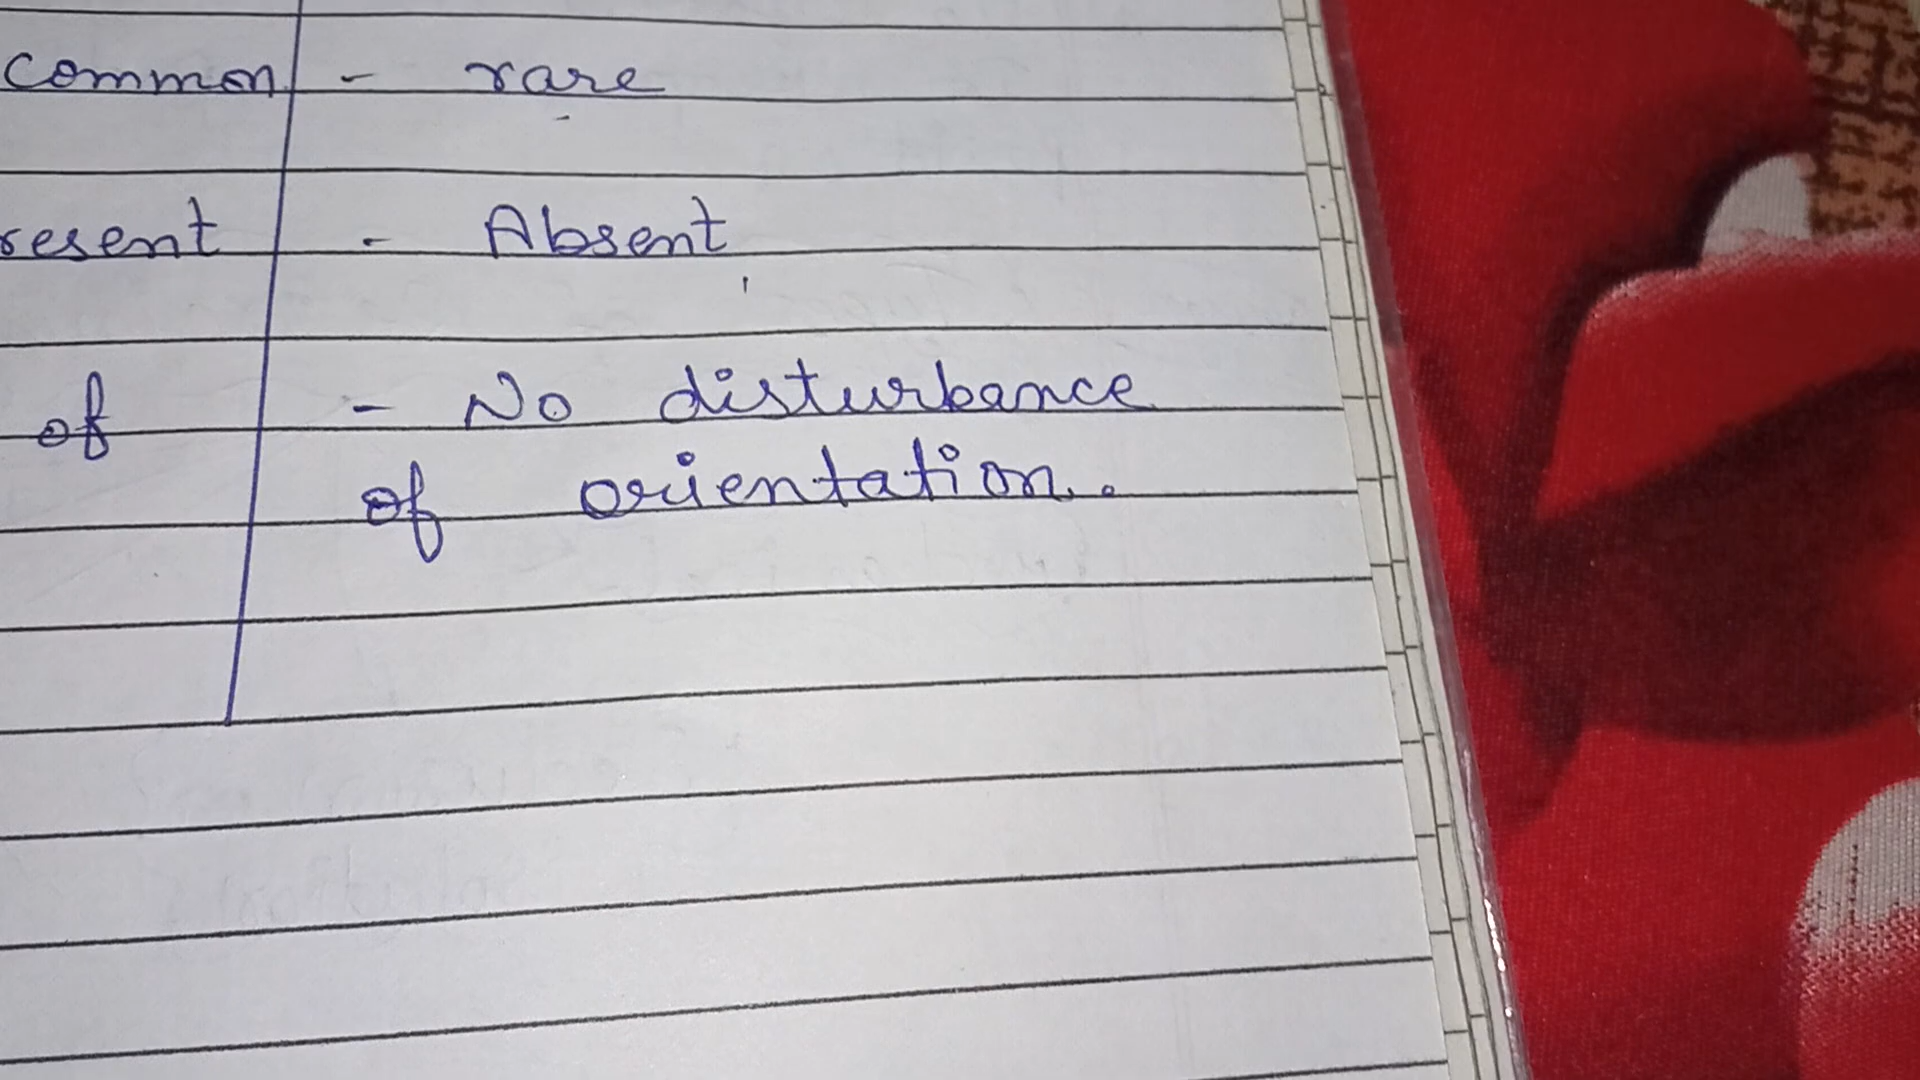 common - rare
resent - Absent
of - No disturbance
of orientation.